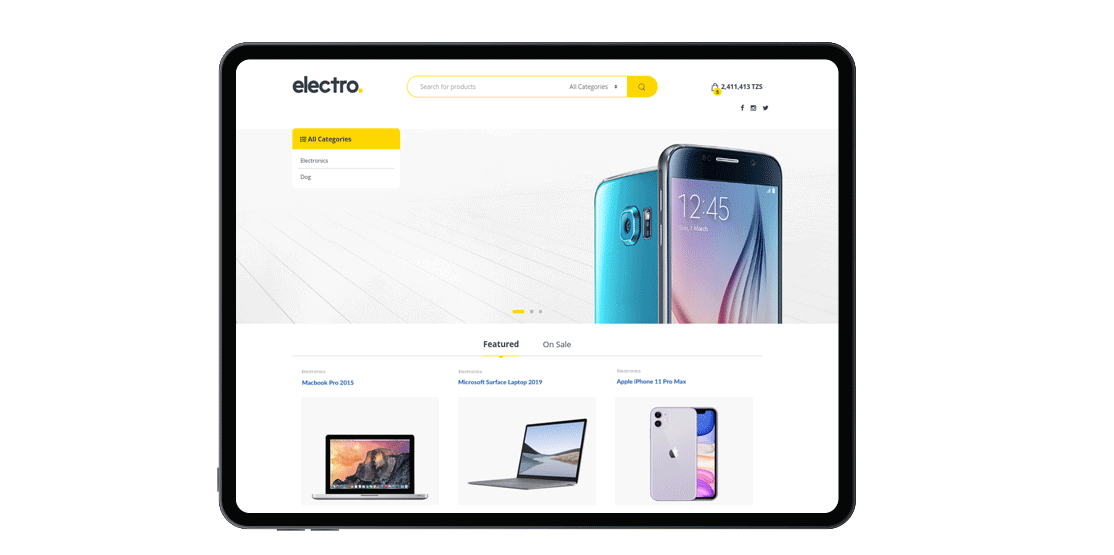 electro.
Search for products
All Categories
2,411,413 TZS
5
All Categories
Electronics
Dog
12:45
Sun, 1 March
Featured
On Sale
Electronics
Macbook Pro 2015
Electronics
Microsoft Surface Laptop 2019
Electronics
Apple iPhone 11 Pro Max